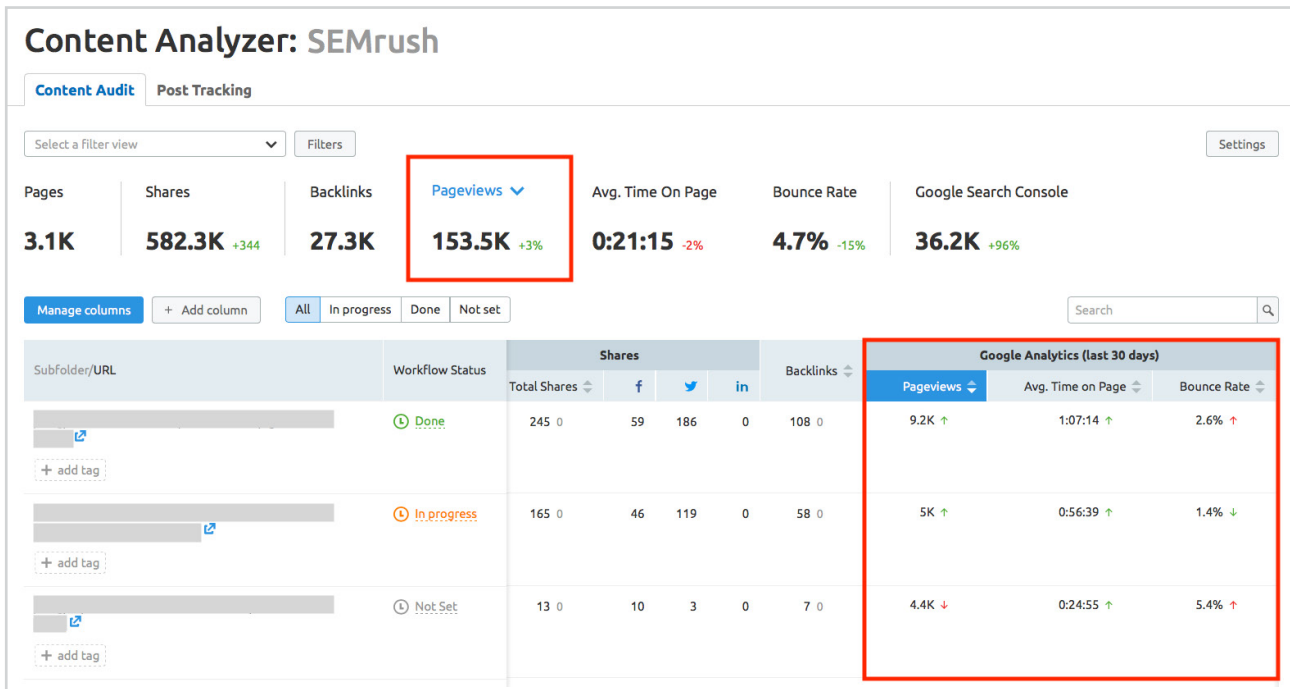 Content Analyzer: SEMrush
Content Audit Post Tracking
Select a filter view Filters Settings
Pages Shares Backlinks Pageviews Avg. Time On Page Bounce Rate Google Search Console
3.1K 582.3K +344 27.3K 153.5K +3% 0:21:15 -2% 4.7% -15% 36.2K +96%
Manage columns + Add column All In progress Done Not set Search
Shares Google Analytics (last 30 days)
Subfolder/URL Workflow Status Backlinks
Total Shares f in Pageviews Avg. Time on Page Bounce Rate
Done 245 0 59 186 0 108 0 9.2K ↑ 1:07:14 ↑ 2.6% ↑
+ add tag
In progress 165 0 46 119 0 58 0 5K ↑ 0:56:39 ↑ 1.4% ↓
+ add tag
Not Set 13 0 10 3 0 7 0 4.4K ↓ 0:24:55 ↑ 5.4% ↑
+ add tag